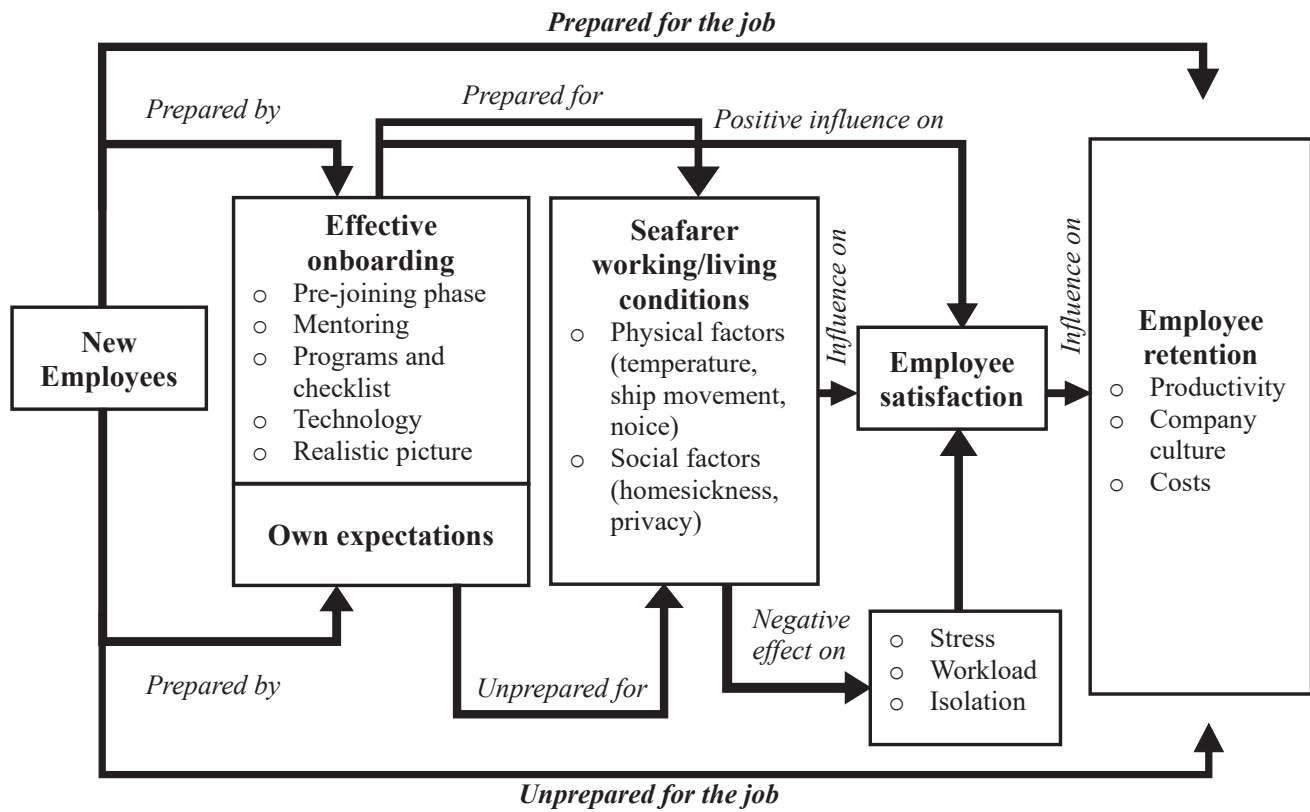 Prepared for the job
Prepared by
Prepared for
Positive influence on
Effective
onboarding
○ Pre-joining phase
○ Mentoring
○ Programs and
checklist
○ Technology
○ Realistic picture
Own expectations
New
Employees
Seafarer
working/living
conditions
○ Physical factors
(temperature,
ship movement,
noice)
○ Social factors
(homesickness,
privacy)
Influence on
Employee
satisfaction
Influence on
Employee
retention
○ Productivity
○ Company
culture
○ Costs
Prepared by
Unprepared for
Negative
effect on
○ Stress
○ Workload
○ Isolation
Unprepared for the job